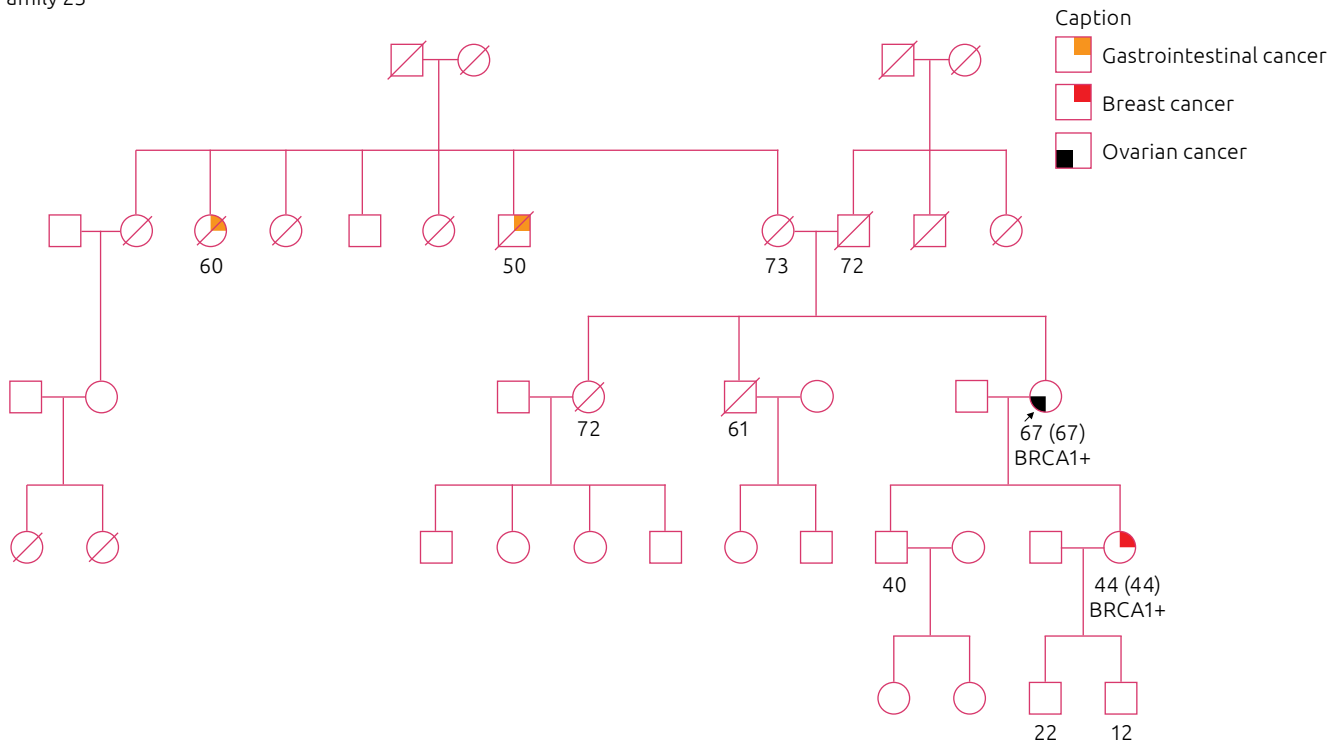 Caption
Gastrointestinal cancer
Breast cancer
Ovarian cancer
60
50
73
72
72
61
67 (67)
BRCA1+
40
44 (44)
BRCA1+
22
12